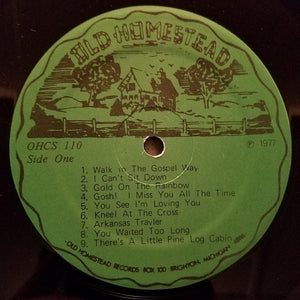 OLD HOMESTEAD
OHCS 110
Side One
℗ 1977
1. Walk in The Gospel Way
2. I Can't Sit Down
3. Gold On The Rainbow
4. Gosh! I Miss You All The Time
5. You See I'm Loving You
6. Kneel At The Cross
7. Arkansas Travler
8. You Waited Too Long
9. There's A Little Pine Log Cabin
OLD HOMESTEAD RECORDS BOX 100 · BRIGHTON, MICHIGAN